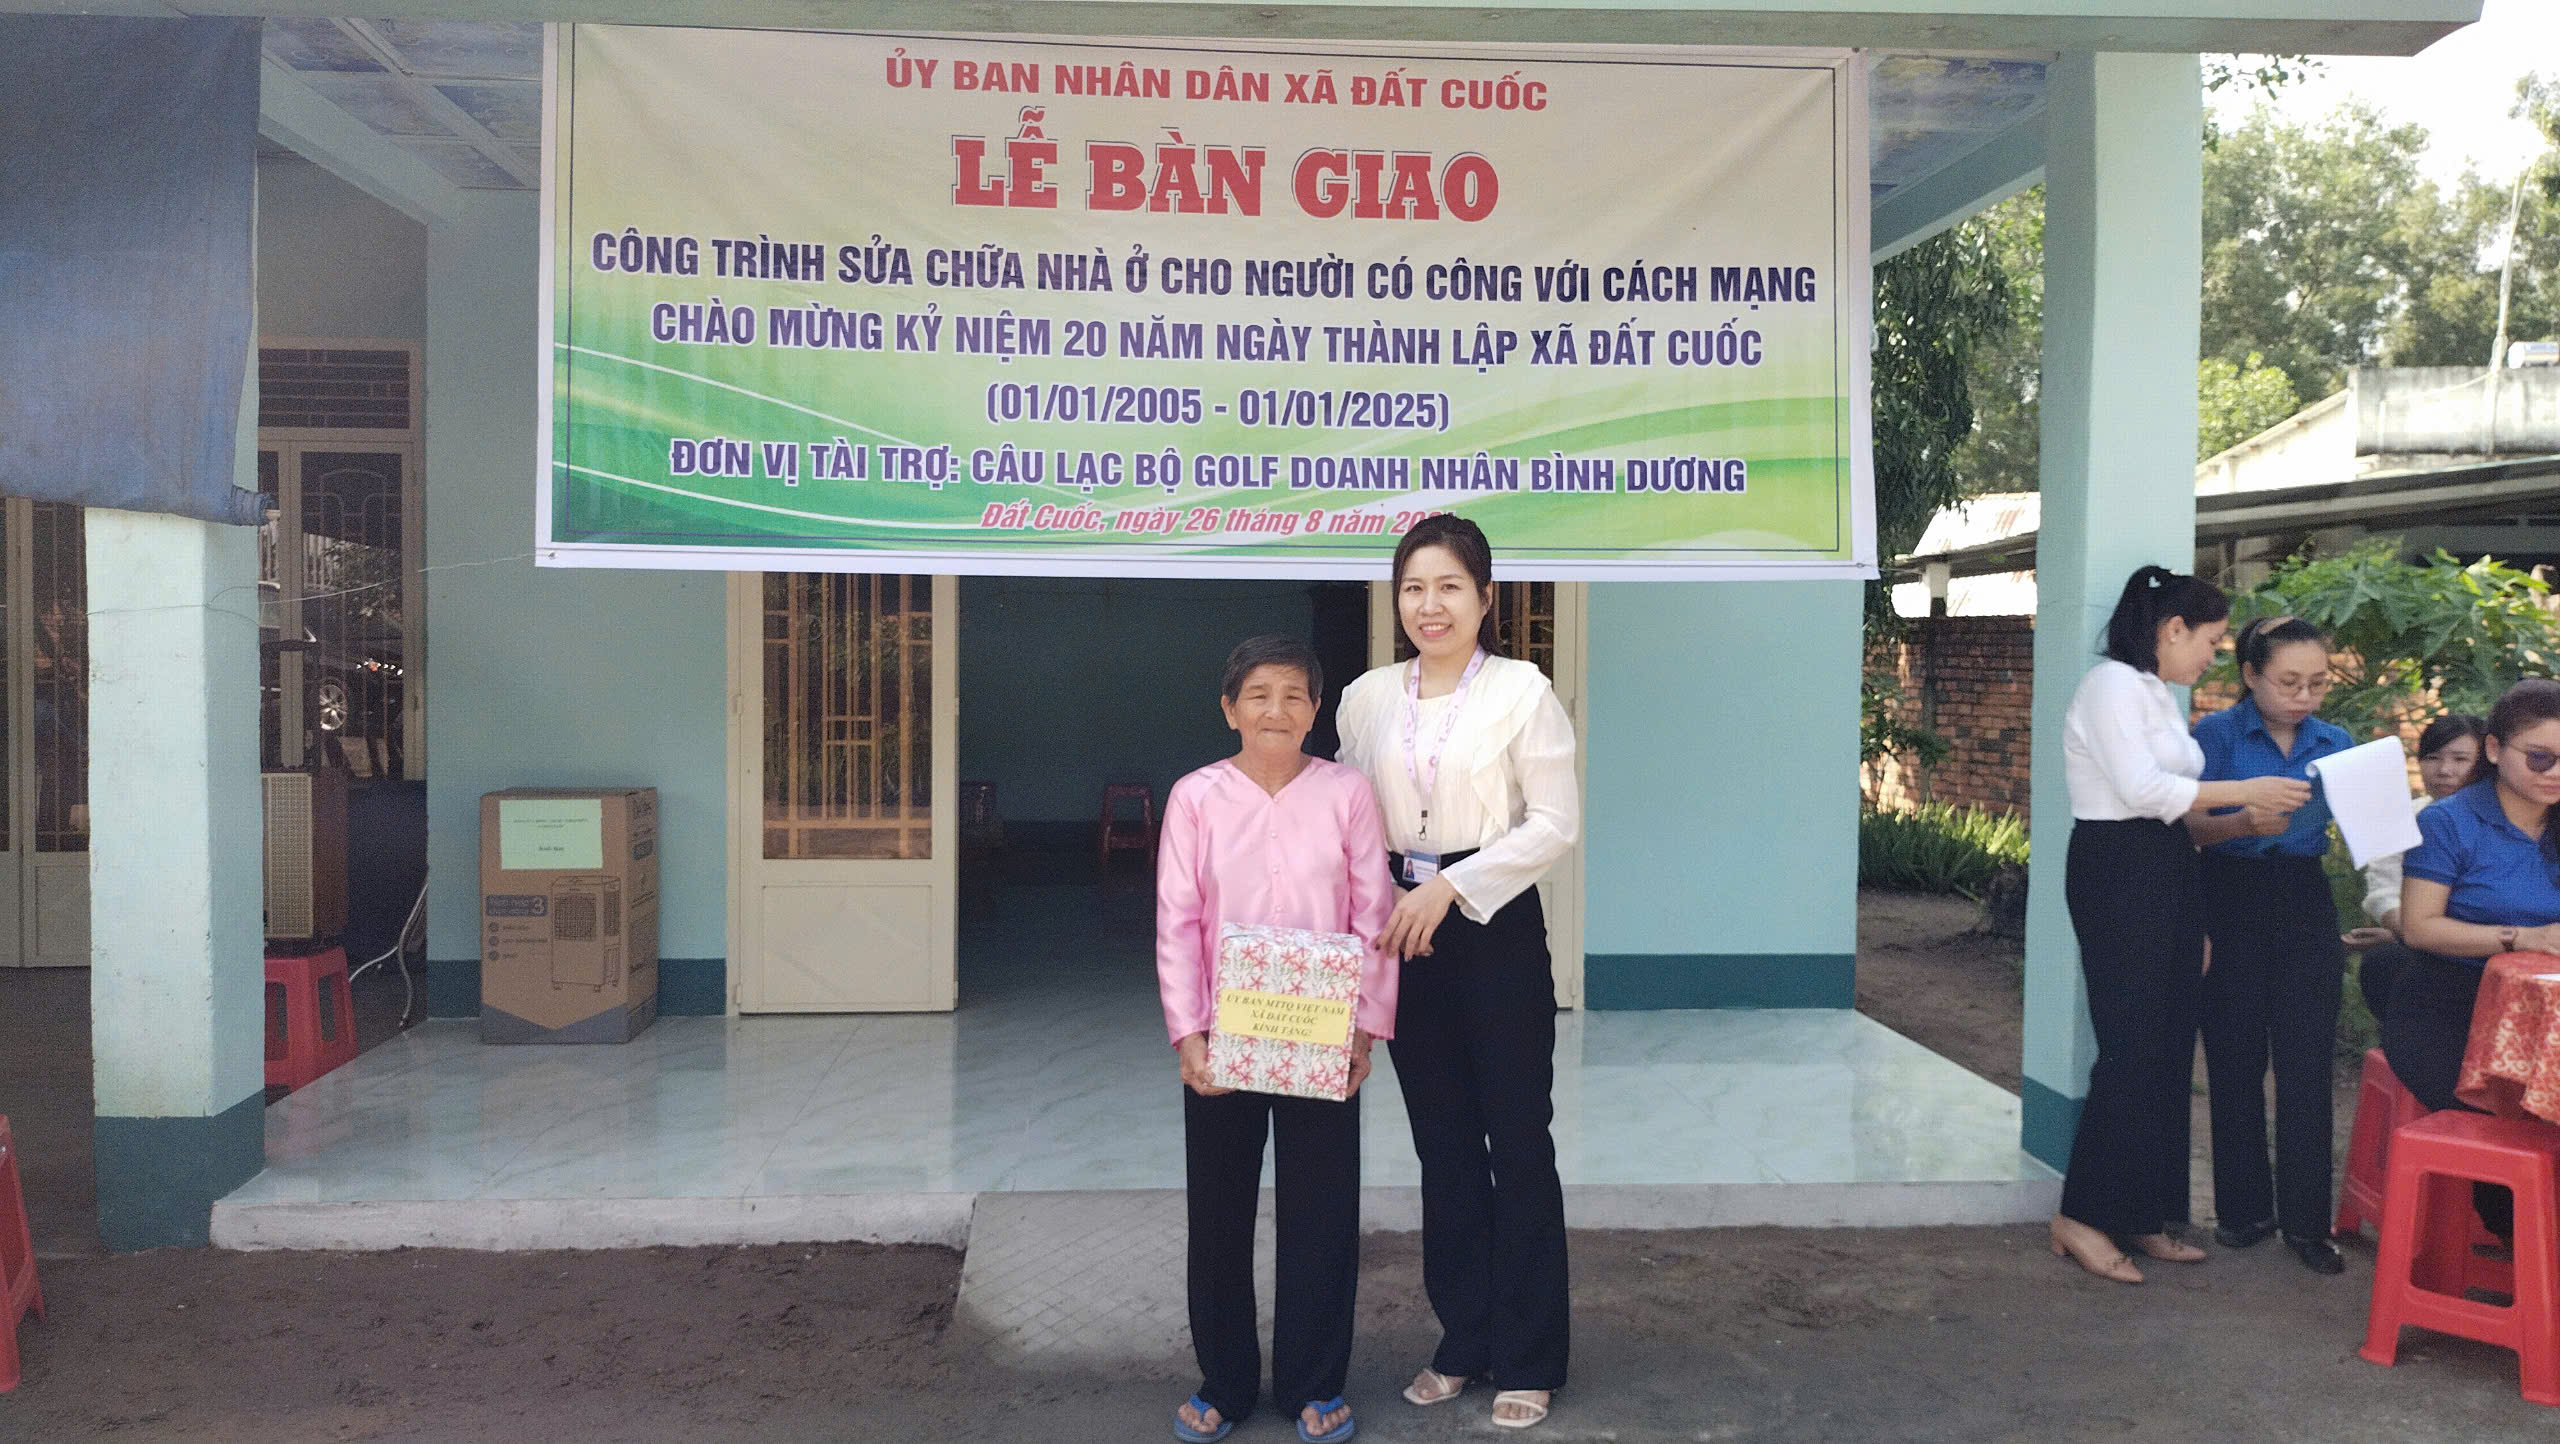 ỦY BAN NHÂN DÂN XÃ ĐẤT CUỐC
LỄ BÀN GIAO
CÔNG TRÌNH SỬA CHỮA NHÀ Ở CHO NGƯỜI CÓ CÔNG VỚI CÁCH MẠNG
CHÀO MỪNG KỶ NIỆM 20 NĂM NGÀY THÀNH LẬP XÃ ĐẤT CUỐC
(01/01/2005 - 01/01/2025)
ĐƠN VỊ TÀI TRỢ: CÂU LẠC BỘ GOLF DOANH NHÂN BÌNH DƯƠNG
Đất Cuốc, ngày 26 tháng 8 năm
ỦY BAN MTTQ VIỆT NAM
XÃ ĐẤT CUỐC
KÍNH TẶNG!
3